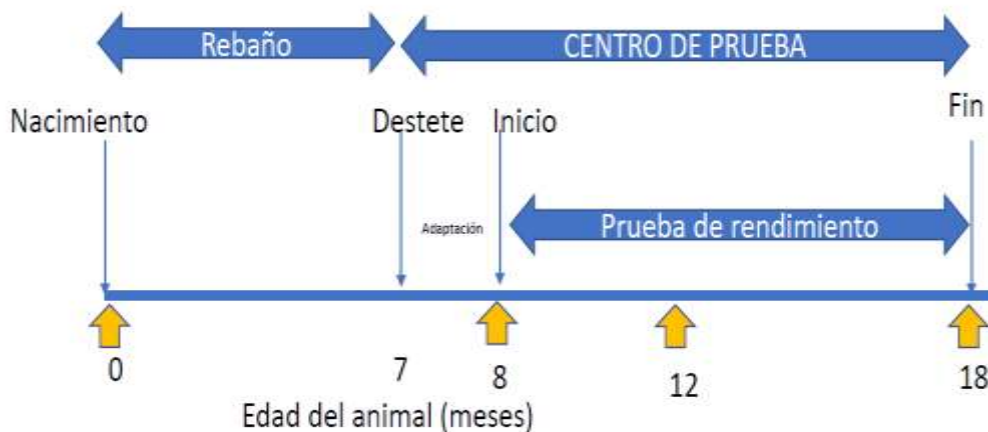 Rebaño
CENTRO DE PRUEBA
Nacimiento
Destete
Inicio
Fin
Adaptación
Prueba de rendimiento
0
7
8
12
18
Edad del animal (meses)